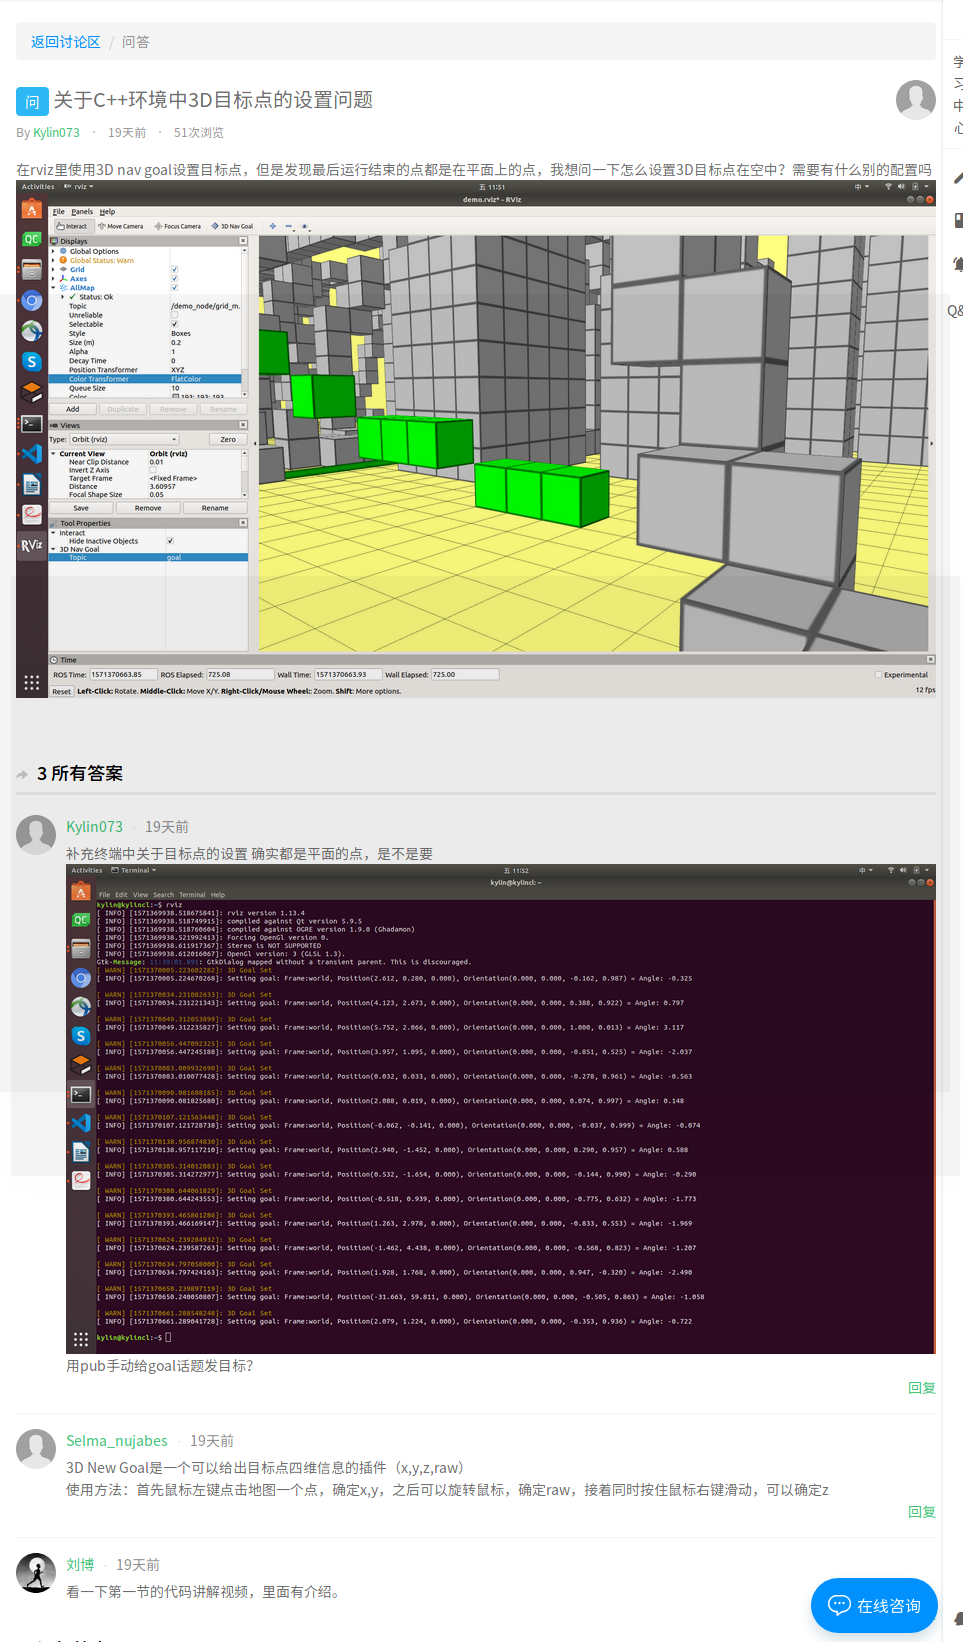 返回讨论区 / 问答
问 关于C++环境中3D目标点的设置问题
By Kylin073 · 19天前 · 51次浏览
在rviz里使用3D nav goal设置目标点，但是发现最后运行结束的点都是在平面上的点，我想问一下怎么设置3D目标点在空中？需要有什么别的配置吗
Activities rviz 五 11:51 中
demo.rviz* - RViz
File Panels Help
Interact Move Camera Focus Camera 3D Nav Goal
Displays
Global Options
Global Status: Warn
Grid
Axes
AllMap
Status: Ok
Topic /demo_node/grid_m.
Unreliable
Selectable
Style Boxes
Size (m) 0.2
Alpha 1
Decay Time 0
Position Transformer XYZ
Color Transformer FlatColor
Queue Size 10
Color 193; 193; 193
Add Duplicate Remove Rename
Views
Type: Orbit (rviz) Zero
Current View Orbit (rviz)
Near Clip Distance 0.01
Invert Z Axis
Target Frame <Fixed Frame>
Distance 3.60957
Focal Shape Size 0.05
Save Remove Rename
Tool Properties
Interact
Hide Inactive Objects
3D Nav Goal
Topic goal
RViz
Time
ROS Time: 1571370663.85 ROS Elapsed: 725.08 Wall Time: 1571370663.93 Wall Elapsed: 725.00 Experimental
Reset Left-Click: Rotate. Middle-Click: Move X/Y. Right-Click/Mouse Wheel: Zoom. Shift: More options. 12 fps
3 所有答案
Kylin073 · 19天前
补充终端中关于目标点的设置 确实都是平面的点，是不是要
Activities Terminal 五 11:52 中
kylin@kylincl: ~
File Edit View Search Terminal Help
kylin@kylincl:~$ rviz
[ INFO] [1571369938.518675841]: rviz version 1.13.4
[ INFO] [1571369938.518749915]: compiled against Qt version 5.9.5
[ INFO] [1571369938.518760604]: compiled against OGRE version 1.9.0 (Ghadamon)
[ INFO] [1571369938.521992413]: Forcing OpenGl version 0.
[ INFO] [1571369938.611917367]: Stereo is NOT SUPPORTED
[ INFO] [1571369938.612016067]: OpenGl version: 3 (GLSL 1.3).
Gtk-Message: 11:39:01.091: GtkDialog mapped without a transient parent. This is discouraged.
[ WARN] [1571370005.223602282]: 3D Goal Set
[ INFO] [1571370005.224670268]: Setting goal: Frame:world, Position(2.612, 0.280, 0.000), Orientation(0.000, 0.000, -0.162, 0.987) = Angle: -0.325
[ WARN] [1571370034.231082633]: 3D Goal Set
[ INFO] [1571370034.231221343]: Setting goal: Frame:world, Position(4.123, 2.673, 0.000), Orientation(0.000, 0.000, 0.388, 0.922) = Angle: 0.797
[ WARN] [1571370049.312053899]: 3D Goal Set
[ INFO] [1571370049.312235827]: Setting goal: Frame:world, Position(5.752, 2.066, 0.000), Orientation(0.000, 0.000, 1.000, 0.013) = Angle: 3.117
[ WARN] [1571370056.447092325]: 3D Goal Set
[ INFO] [1571370056.447245188]: Setting goal: Frame:world, Position(3.957, 1.095, 0.000), Orientation(0.000, 0.000, -0.851, 0.525) = Angle: -2.037
[ WARN] [1571370083.009932690]: 3D Goal Set
[ INFO] [1571370083.010077428]: Setting goal: Frame:world, Position(0.032, 0.033, 0.000), Orientation(0.000, 0.000, -0.278, 0.961) = Angle: -0.563
[ WARN] [1571370090.081688185]: 3D Goal Set
[ INFO] [1571370090.081825680]: Setting goal: Frame:world, Position(2.088, 0.019, 0.000), Orientation(0.000, 0.000, 0.074, 0.997) = Angle: 0.148
[ WARN] [1571370107.121563448]: 3D Goal Set
[ INFO] [1571370107.121728738]: Setting goal: Frame:world, Position(-0.062, -0.141, 0.000), Orientation(0.000, 0.000, -0.037, 0.999) = Angle: -0.074
[ WARN] [1571370138.956874830]: 3D Goal Set
[ INFO] [1571370138.957117210]: Setting goal: Frame:world, Position(2.940, -1.452, 0.000), Orientation(0.000, 0.000, 0.290, 0.957) = Angle: 0.588
[ WARN] [1571370305.314012083]: 3D Goal Set
[ INFO] [1571370305.314272977]: Setting goal: Frame:world, Position(0.532, -1.654, 0.000), Orientation(0.000, 0.000, -0.144, 0.990) = Angle: -0.290
[ WARN] [1571370380.644061829]: 3D Goal Set
[ INFO] [1571370380.644243553]: Setting goal: Frame:world, Position(-0.518, 0.939, 0.000), Orientation(0.000, 0.000, -0.775, 0.632) = Angle: -1.773
[ WARN] [1571370393.465861286]: 3D Goal Set
[ INFO] [1571370393.466169147]: Setting goal: Frame:world, Position(1.263, 2.978, 0.000), Orientation(0.000, 0.000, -0.833, 0.553) = Angle: -1.969
[ WARN] [1571370624.239284932]: 3D Goal Set
[ INFO] [1571370624.239587263]: Setting goal: Frame:world, Position(-1.462, 4.438, 0.000), Orientation(0.000, 0.000, -0.568, 0.823) = Angle: -1.207
[ WARN] [1571370634.797058000]: 3D Goal Set
[ INFO] [1571370634.797424163]: Setting goal: Frame:world, Position(1.928, 1.768, 0.000), Orientation(0.000, 0.000, 0.947, -0.320) = Angle: -2.490
[ WARN] [1571370650.239897119]: 3D Goal Set
[ INFO] [1571370650.240050807]: Setting goal: Frame:world, Position(-31.663, 59.811, 0.000), Orientation(0.000, 0.000, -0.505, 0.863) = Angle: -1.058
[ WARN] [1571370661.288548248]: 3D Goal Set
[ INFO] [1571370661.289041728]: Setting goal: Frame:world, Position(2.079, 1.224, 0.000), Orientation(0.000, 0.000, -0.353, 0.936) = Angle: -0.722
kylin@kylincl:~$
用pub手动给goal话题发目标？
回复
Selma_nujabes · 19天前
3D New Goal是一个可以给出目标点四维信息的插件（x,y,z,raw）
使用方法：首先鼠标左键点击地图一个点，确定x,y，之后可以旋转鼠标，确定raw，接着同时按住鼠标右键滑动，可以确定z
回复
刘博 · 19天前
看一下第一节的代码讲解视频，里面有介绍。
在线咨询
学
习
中
心
Q&